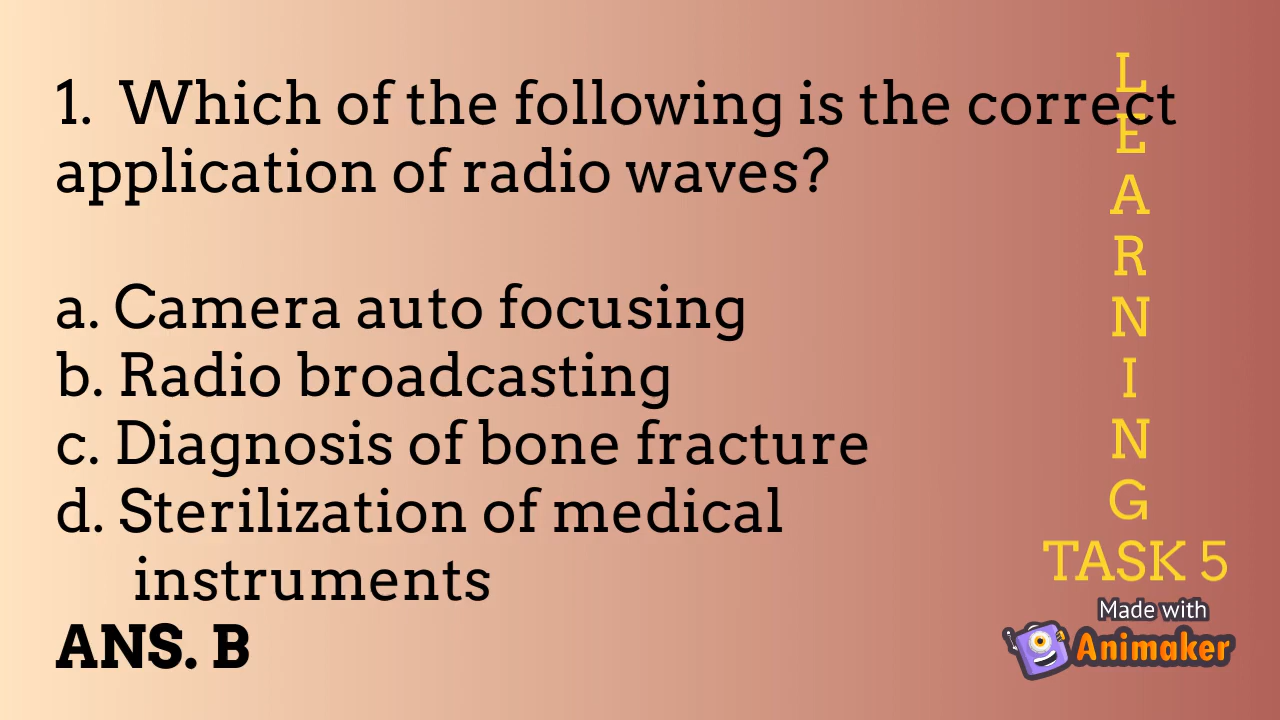 1. Which of the following is the correct
application of radio waves?
a. Camera auto focusing
b. Radio broadcasting
c. Diagnosis of bone fracture
d. Sterilization of medical
instruments
ANS. B
L
E
A
R
N
I
N
G
TASK 5
Made with
Animaker